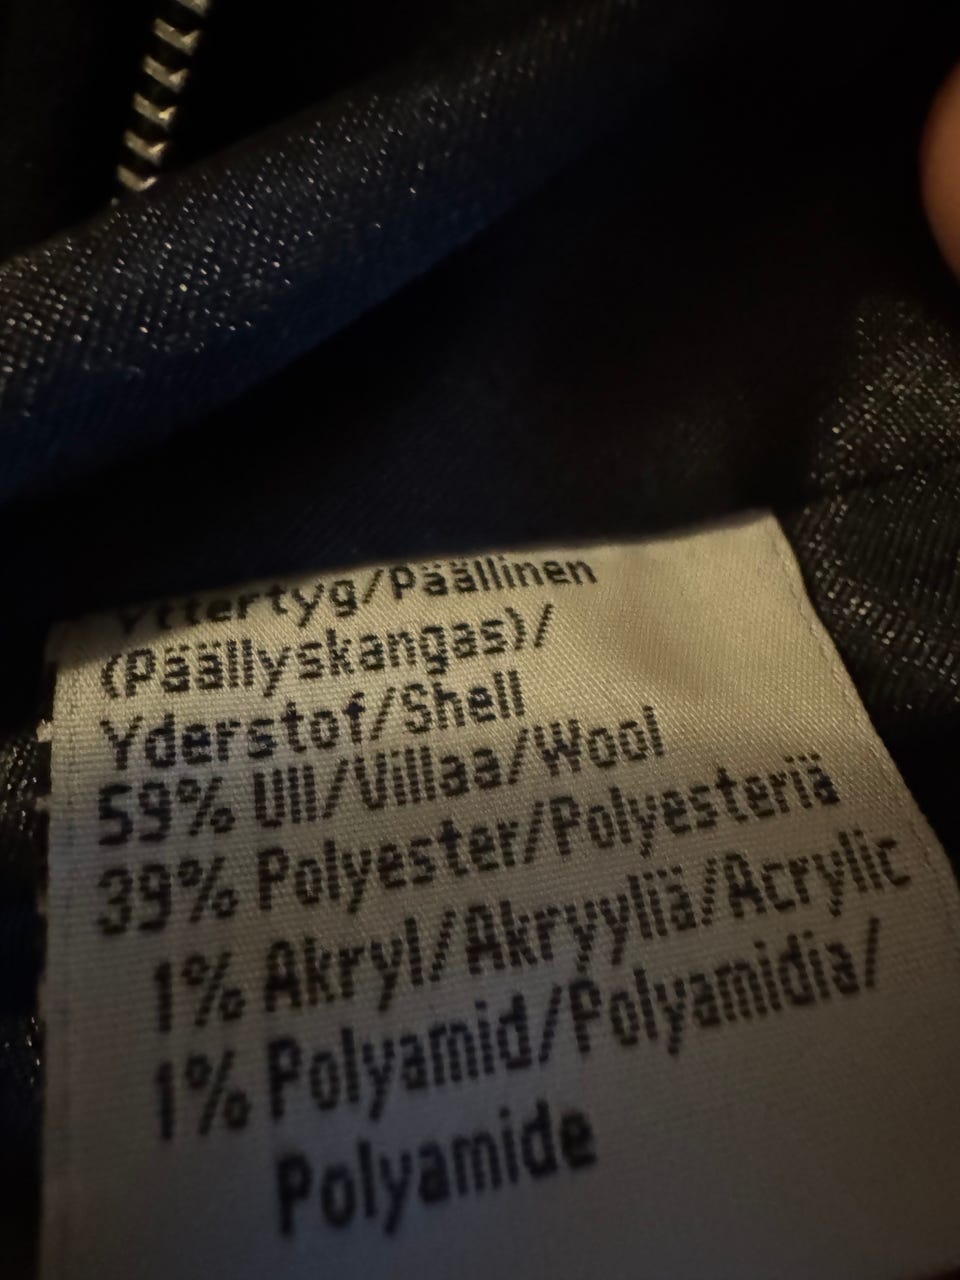 Yttertyg/Päällinen
(Päällyskangas)/
Yderstof/Shell
59% Ull/Villaa/Wool
39% Polyester/Polyesteriä
1% Akryl/Akryyliä/Acrylic
1% Polyamid/Polyamidia/
Polyamide